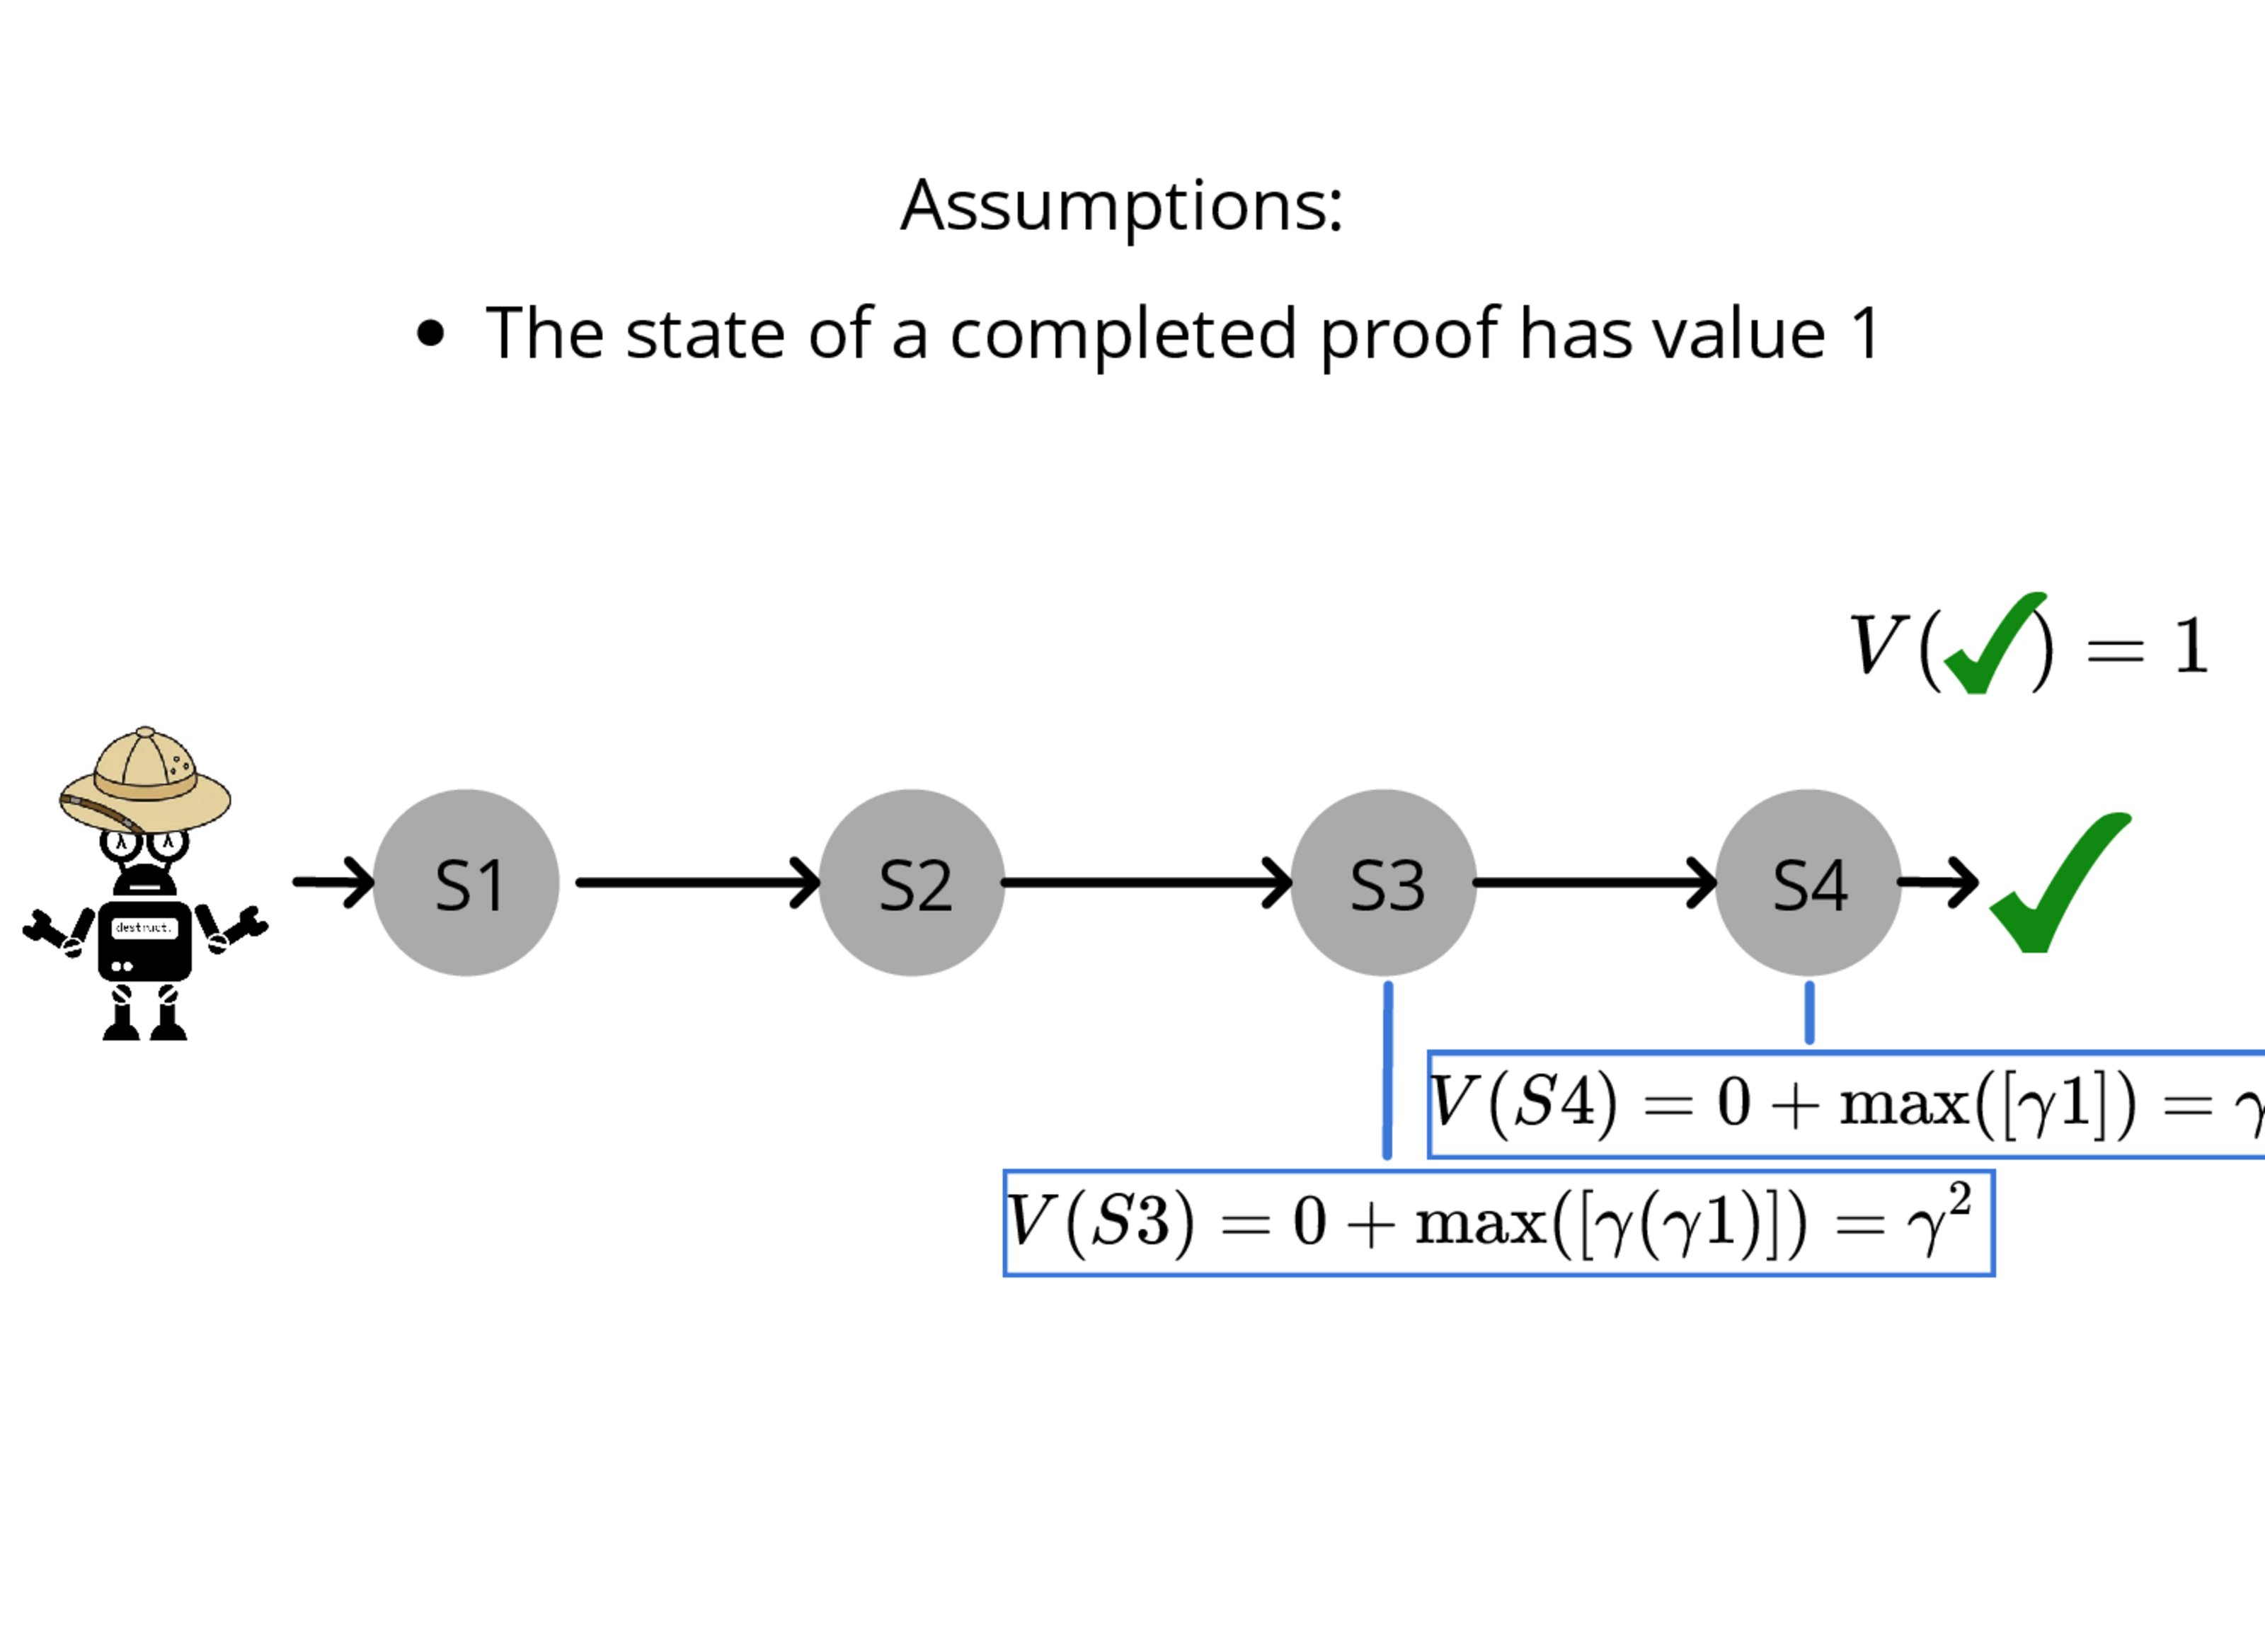 Assumptions:
• The state of a completed proof has value 1
V(✓) = 1
S1 S2 S3 S4
destruct.
V(S4) = 0 + max([γ1]) = γ
V(S3) = 0 + max([γ(γ1)]) = γ²